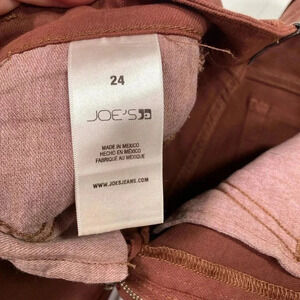 24
JOE'S
MADE IN MEXICO
HECHO EN MÉXICO
FABRIQUÉ AU MEXIQUE
WWW.JOESJEANS.COM